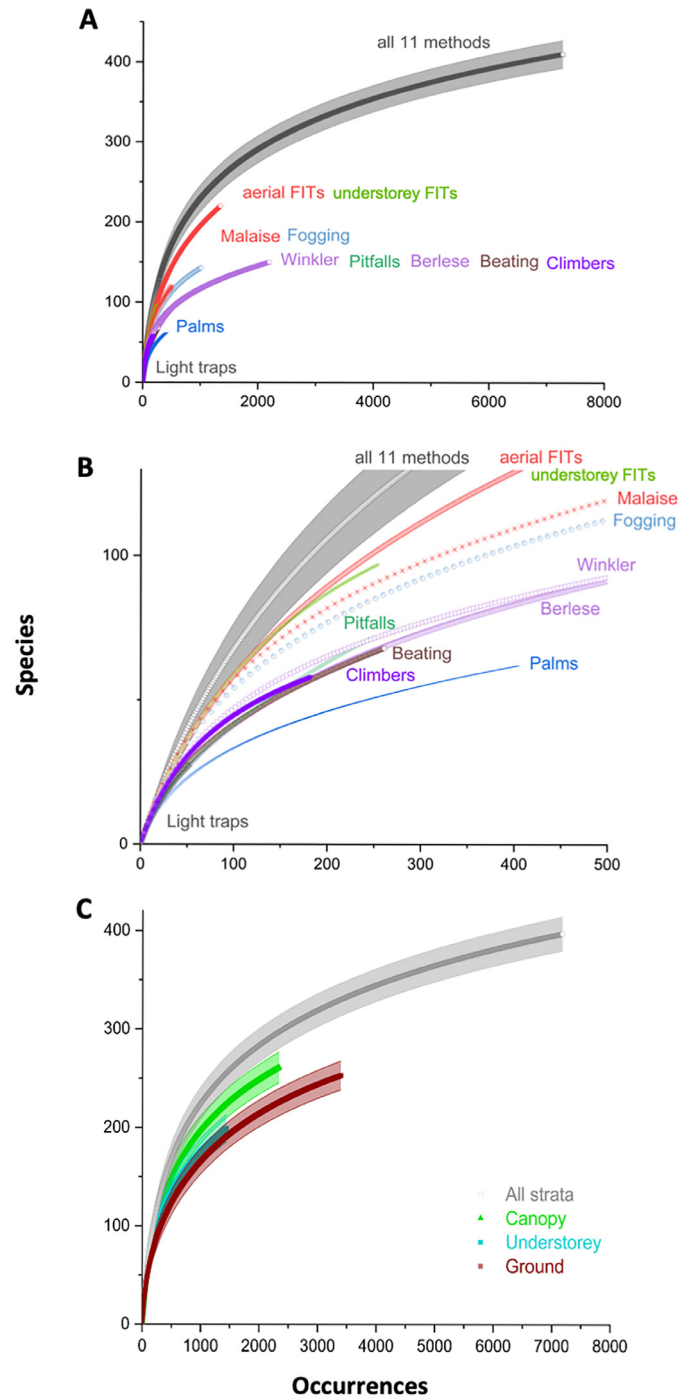 A
all 11 methods
400
300
aerial FITs understorey FITs
200
Malaise Fogging
Winkler Pitfalls Berlese Beating Climbers
100
Palms
Light traps
0
0 2000 4000 6000 8000
B
all 11 methods
aerial FITs
understorey FITs
Malaise
Fogging
100
Winkler
Berlese
Pitfalls
Beating
Climbers
Palms
Light traps
0
0 100 200 300 400 500
Species
C
400
300
200
All strata
Canopy
100
Understorey
Ground
0
0 1000 2000 3000 4000 5000 6000 7000 8000
Occurrences